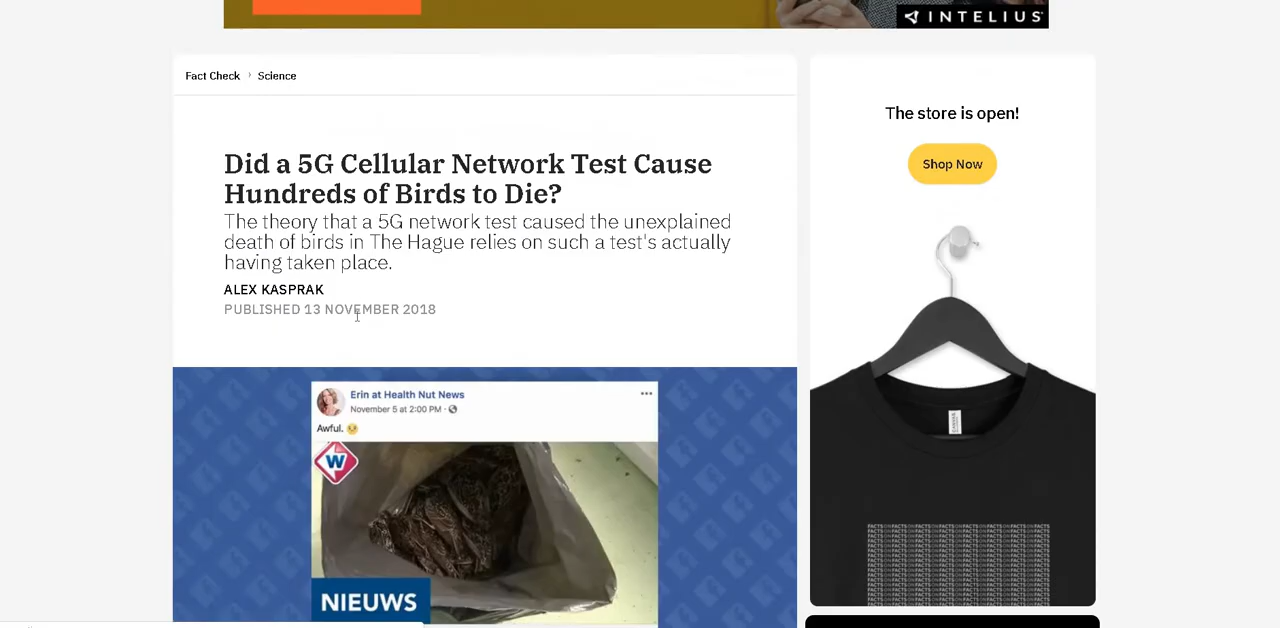 INTELIUS
Fact Check › Science
Did a 5G Cellular Network Test Cause
Hundreds of Birds to Die?
The theory that a 5G network test caused the unexplained
death of birds in The Hague relies on such a test's actually
having taken place.
ALEX KASPRAK
PUBLISHED 13 NOVEMBER 2018
Erin at Health Nut News
November 5 at 2:00 PM ·
Awful.
W
NIEUWS
The store is open!
Shop Now
FACTSONFACTSONFACTSONFACTSONFACTSONFACTSONFACTS